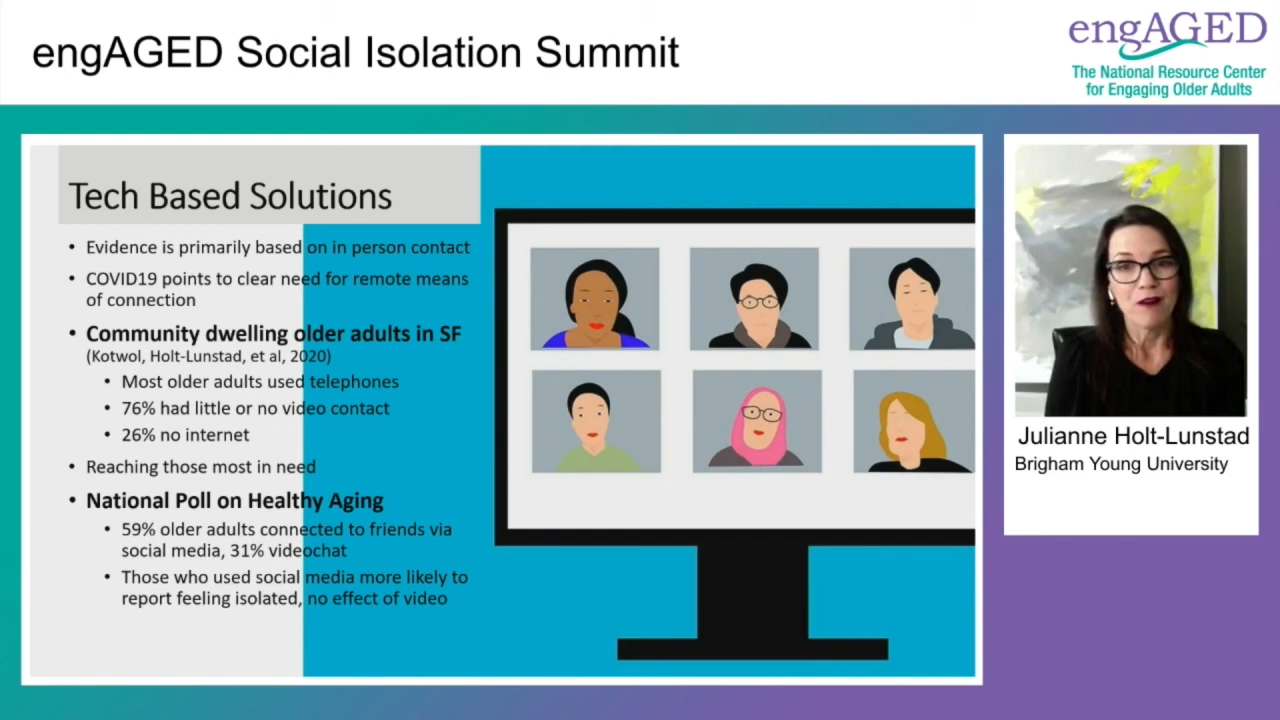 engAGED Social Isolation Summit
engAGED
The National Resource Center
for Engaging Older Adults
Tech Based Solutions
• Evidence is primarily based on in person contact
• COVID19 points to clear need for remote means
of connection
• Community dwelling older adults in SF
(Kotwol, Holt-Lunstad, et al, 2020)
• Most older adults used telephones
• 76% had little or no video contact
• 26% no internet
• Reaching those most in need
• National Poll on Healthy Aging
• 59% older adults connected to friends via
social media, 31% videochat
• Those who used social media more likely to
report feeling isolated, no effect of video
Julianne Holt-Lunstad
Brigham Young University